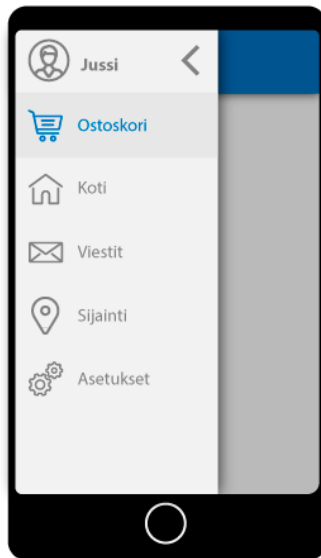 Jussi
Ostoskori
Koti
Viestit
Sijainti
Asetukset